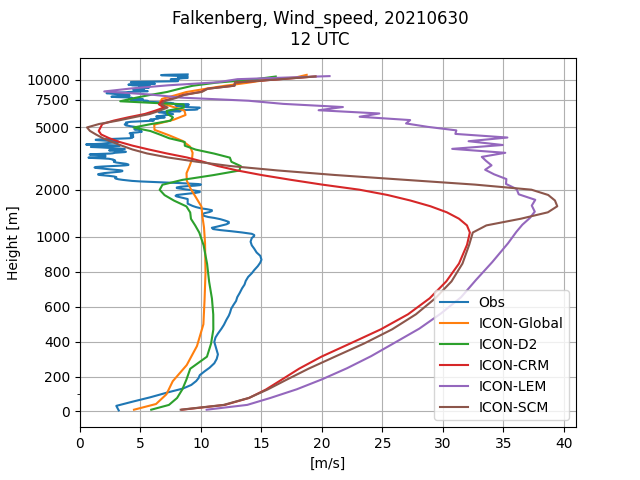 Falkenberg, Wind_speed, 20210630
12 UTC
Height [m]
10000
7500
5000
2000
1000
800
600
400
200
0
Obs
ICON-Global
ICON-D2
ICON-CRM
ICON-LEM
ICON-SCM
0 5 10 15 20 25 30 35 40
[m/s]